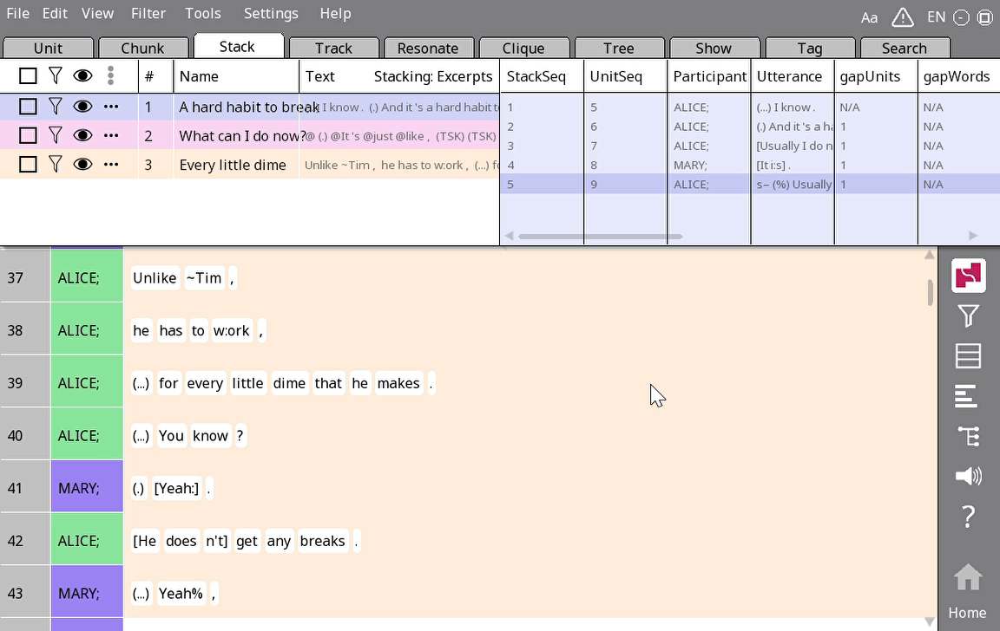 File Edit View Filter Tools Settings Help Aa EN
Unit Chunk Stack Track Resonate Clique Tree Show Tag Search
# Name Text Stacking: Excerpts StackSeq UnitSeq Participant Utterance gapUnits gapWords
1 A hard habit to break I know . (.) And it 's a hard habit t
2 What can I do now? @ (.) @It 's @just @like , (TSK) (TSK)
3 Every little dime Unlike ~Tim , he has to w:ork , (...) fo
1 5 ALICE; (...) I know . N/A N/A
2 6 ALICE; (.) And it 's a ha 1 N/A
3 7 ALICE; [Usually I do n 1 N/A
4 8 MARY; [It i:s] . 1 N/A
5 9 ALICE; s– (%) Usually 1 N/A
37 ALICE; Unlike ~Tim ,
38 ALICE; he has to w:ork ,
39 ALICE; (...) for every little dime that he makes .
40 ALICE; (...) You know ?
41 MARY; (.) [Yeah:] .
42 ALICE; [He does n't] get any breaks .
43 MARY; (...) Yeah% ,
?
Home